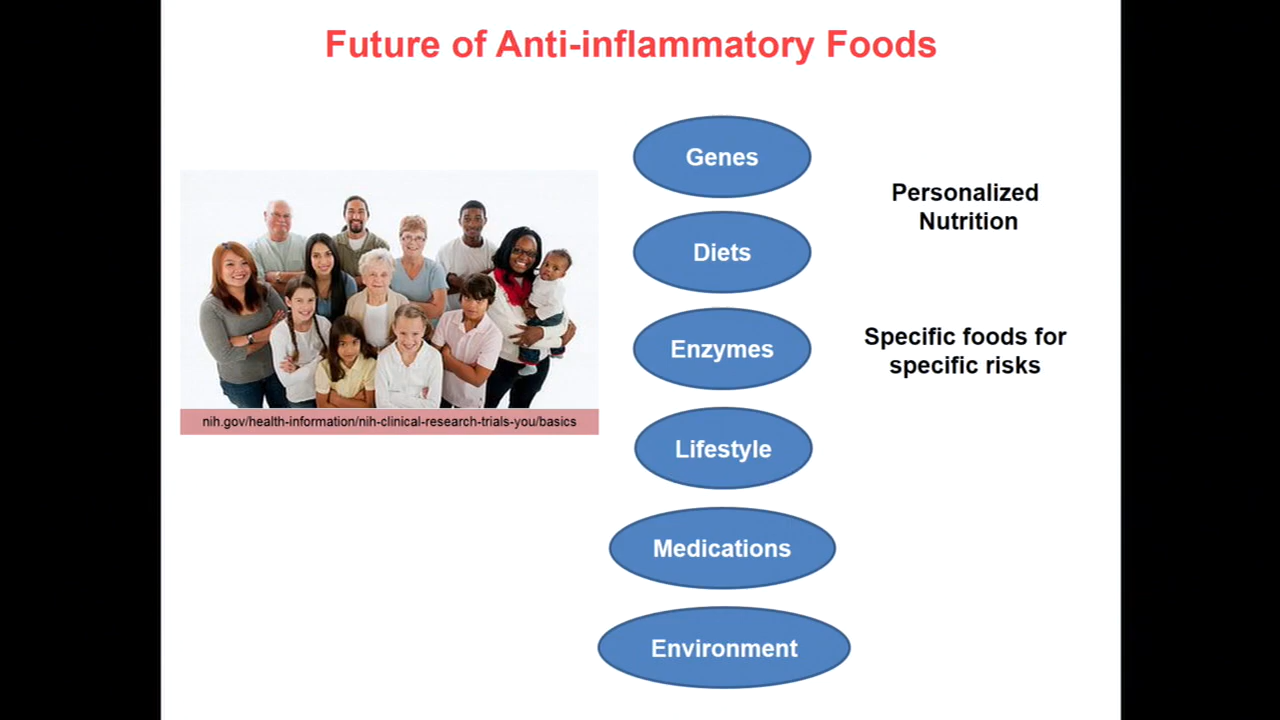 Future of Anti-inflammatory Foods
Genes
Personalized
Nutrition
Diets
Enzymes
Specific foods for
specific risks
nih.gov/health-information/nih-clinical-research-trials-you/basics
Lifestyle
Medications
Environment